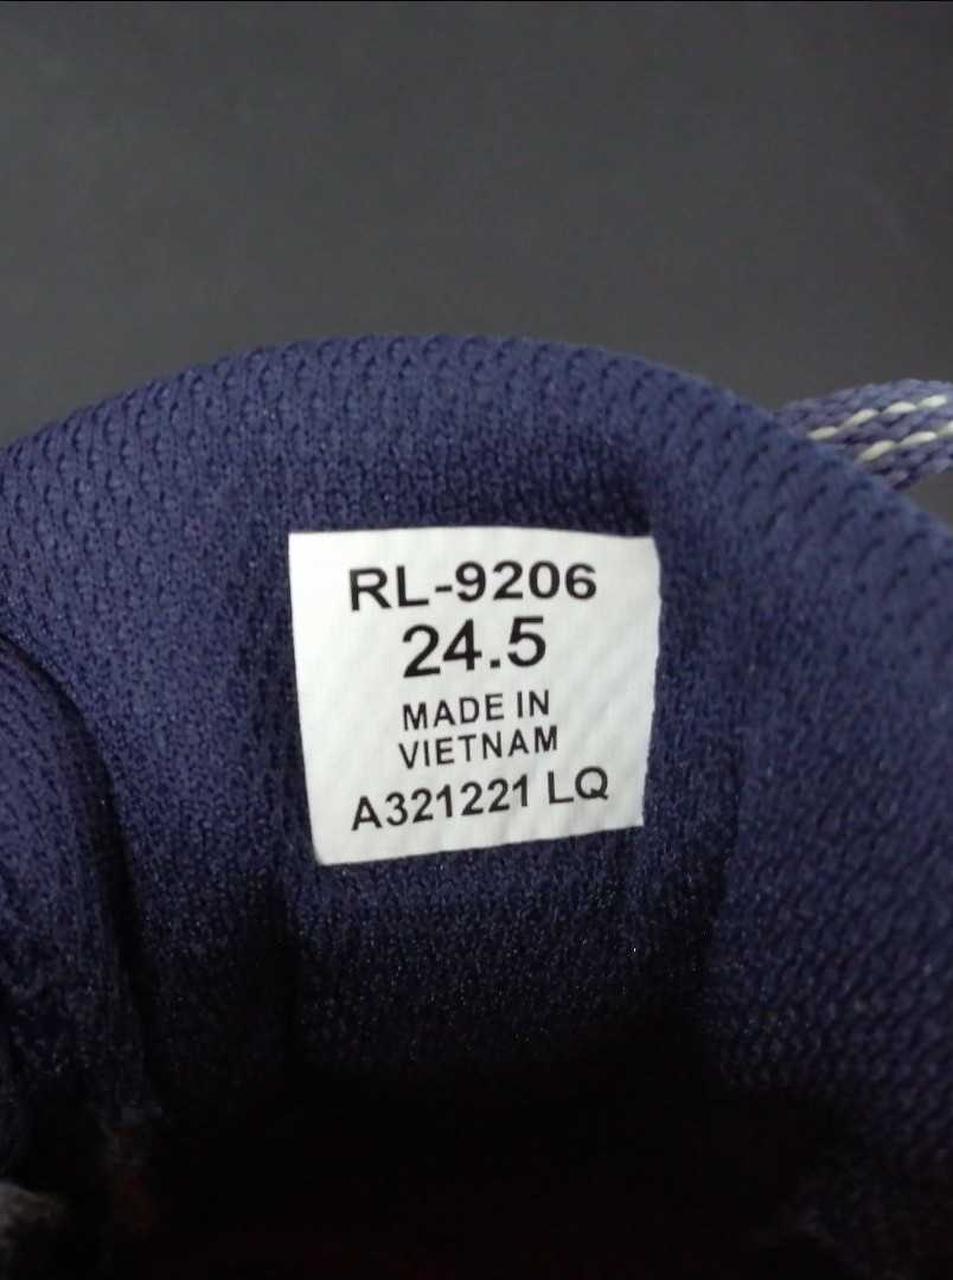 RL-9206
24.5
MADE IN
VIETNAM
A321221 LQ